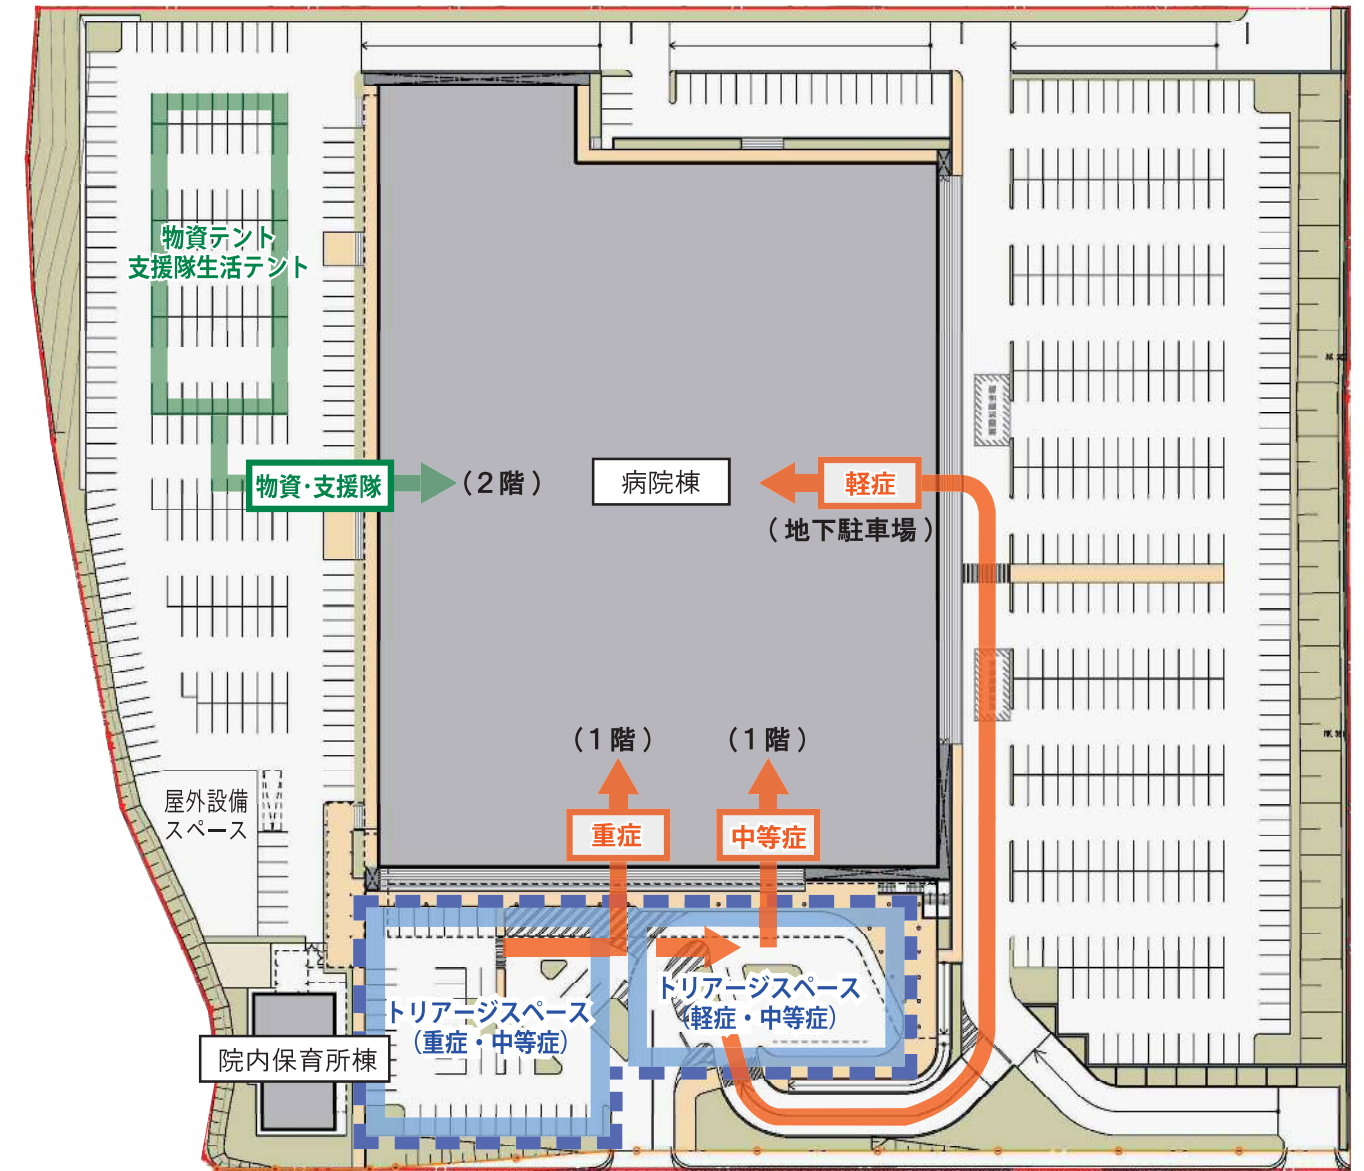 物資テント
支援隊生活テント
物資・支援隊
(2階)
病院棟
軽症
(地下駐車場)
(1階)
(1階)
重症
中等症
屋外設備
スペース
トリアージスペース
(軽症・中等症)
トリアージスペース
(重症・中等症)
院内保育所棟